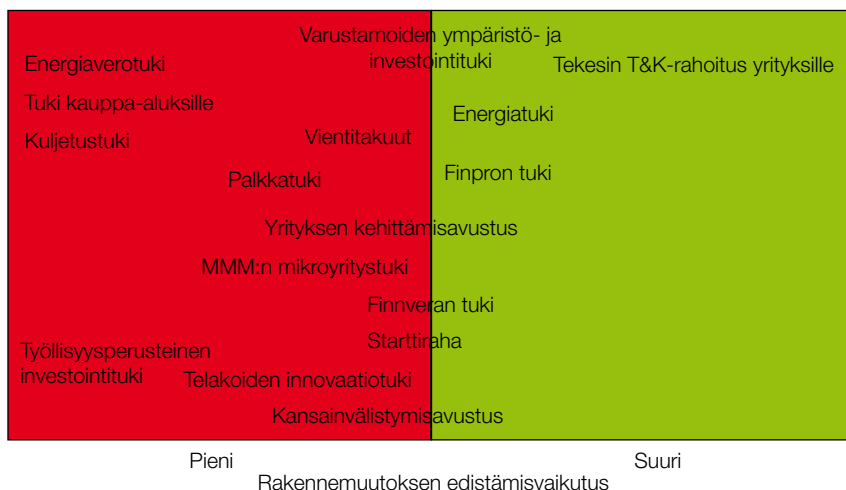 Varustamoiden ympäristö- ja
investointituki
Energiaverotuki
Tekesin T&K-rahoitus yrityksille
Tuki kauppa-aluksille
Energiatuki
Kuljetustuki
Vientitakuut
Palkkatuki
Finpron tuki
Yrityksen kehittämisavustus
MMM:n mikroyritystuki
Finnveran tuki
Starttiraha
Työllisyysperusteinen
investointituki
Telakoiden innovaatiotuki
Kansainvälistymisavustus
Pieni
Suuri
Rakennemuutoksen edistämisvaikutus